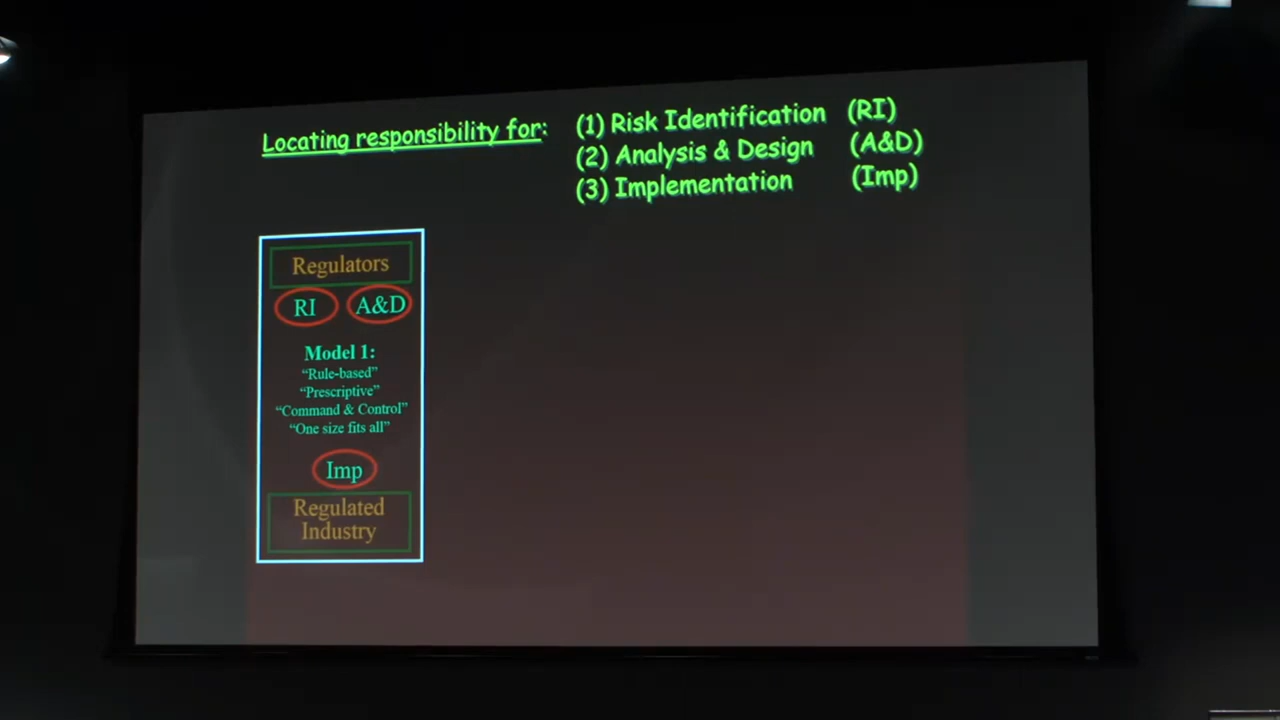 Locating responsibility for:
(1) Risk Identification (RI)
(2) Analysis & Design (A&D)
(3) Implementation (Imp)
Regulators
RI A&D
Model 1:
“Rule-based”
“Prescriptive”
“Command & Control”
“One size fits all”
Imp
Regulated
Industry